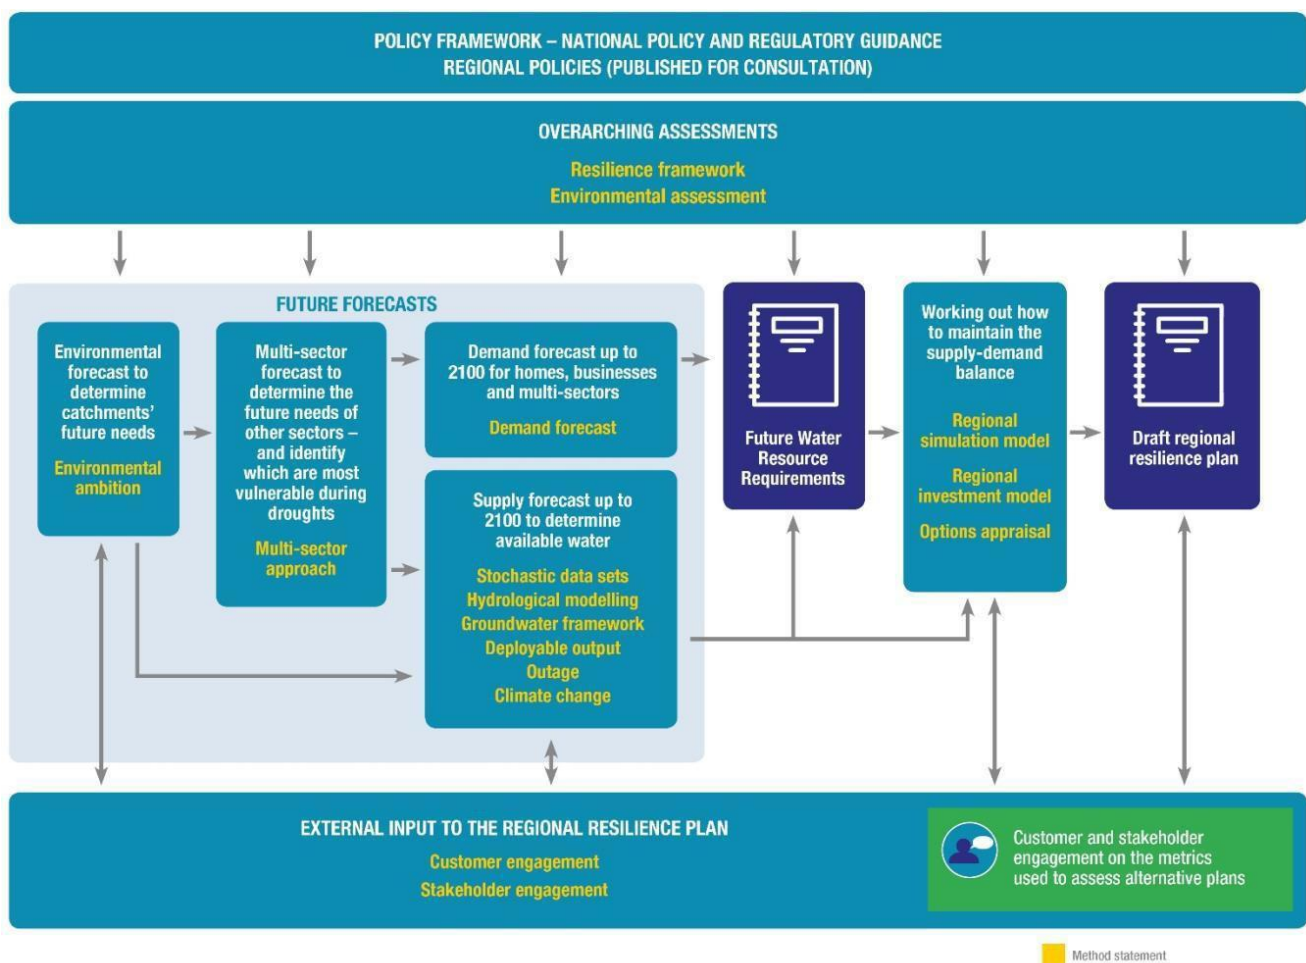 POLICY FRAMEWORK – NATIONAL POLICY AND REGULATORY GUIDANCE
REGIONAL POLICIES (PUBLISHED FOR CONSULTATION)
OVERARCHING ASSESSMENTS
Resilience framework
Environmental assessment
FUTURE FORECASTS
Environmental
forecast to
determine
catchments’
future needs
Environmental
ambition
Multi-sector
forecast to
determine the
future needs of
other sectors –
and identify
which are most
vulnerable during
droughts
Multi-sector
approach
Demand forecast up to
2100 for homes, businesses
and multi-sectors
Demand forecast
Supply forecast up to
2100 to determine
available water
Stochastic data sets
Hydrological modelling
Groundwater framework
Deployable output
Outage
Climate change
Future Water
Resource
Requirements
Working out how
to maintain the
supply-demand
balance
Regional
simulation model
Regional
investment model
Options appraisal
Draft regional
resilience plan
EXTERNAL INPUT TO THE REGIONAL RESILIENCE PLAN
Customer engagement
Stakeholder engagement
Customer and stakeholder
engagement on the metrics
used to assess alternative plans
Method statement